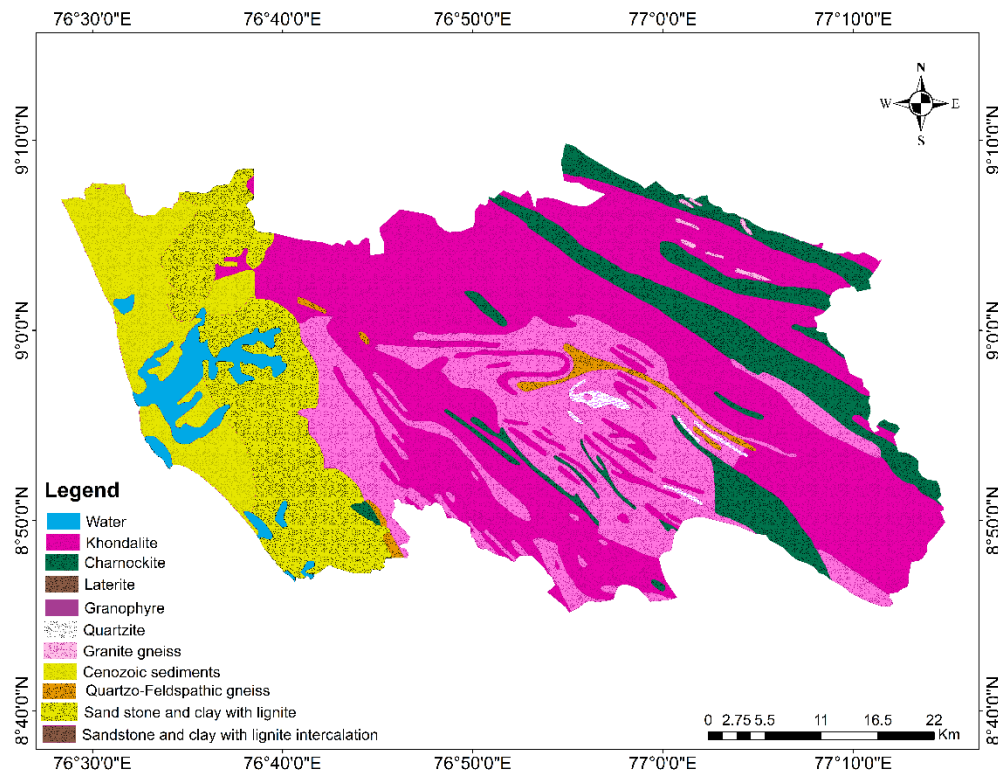 76°30'0"E 76°40'0"E 76°50'0"E 77°0'0"E 77°10'0"E
N
W E
S
9°10'0"N 9°10'0"N
9°0'0"N 9°0'0"N
8°50'0"N 8°50'0"N
8°40'0"N 8°40'0"N
Legend
Water
Khondalite
Charnockite
Laterite
Granophyre
Quartzite
Granite gneiss
Cenozoic sediments
Quartzo-Feldspathic gneiss
Sand stone and clay with lignite
Sandstone and clay with lignite intercalation
0 2.75 5.5 11 16.5 22
Km
76°30'0"E 76°40'0"E 76°50'0"E 77°0'0"E 77°10'0"E